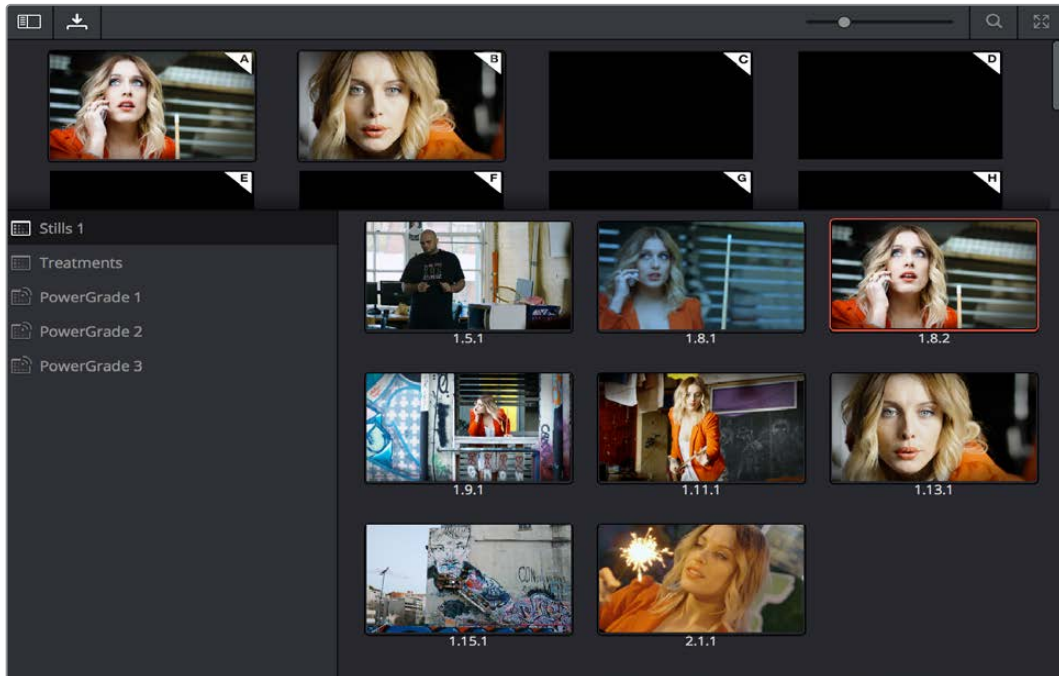 A
B
C
D
E
F
G
H
Stills 1
Treatments
PowerGrade 1
PowerGrade 2
PowerGrade 3
1.5.1
1.8.1
1.8.2
1.9.1
1.11.1
1.13.1
1.15.1
2.1.1